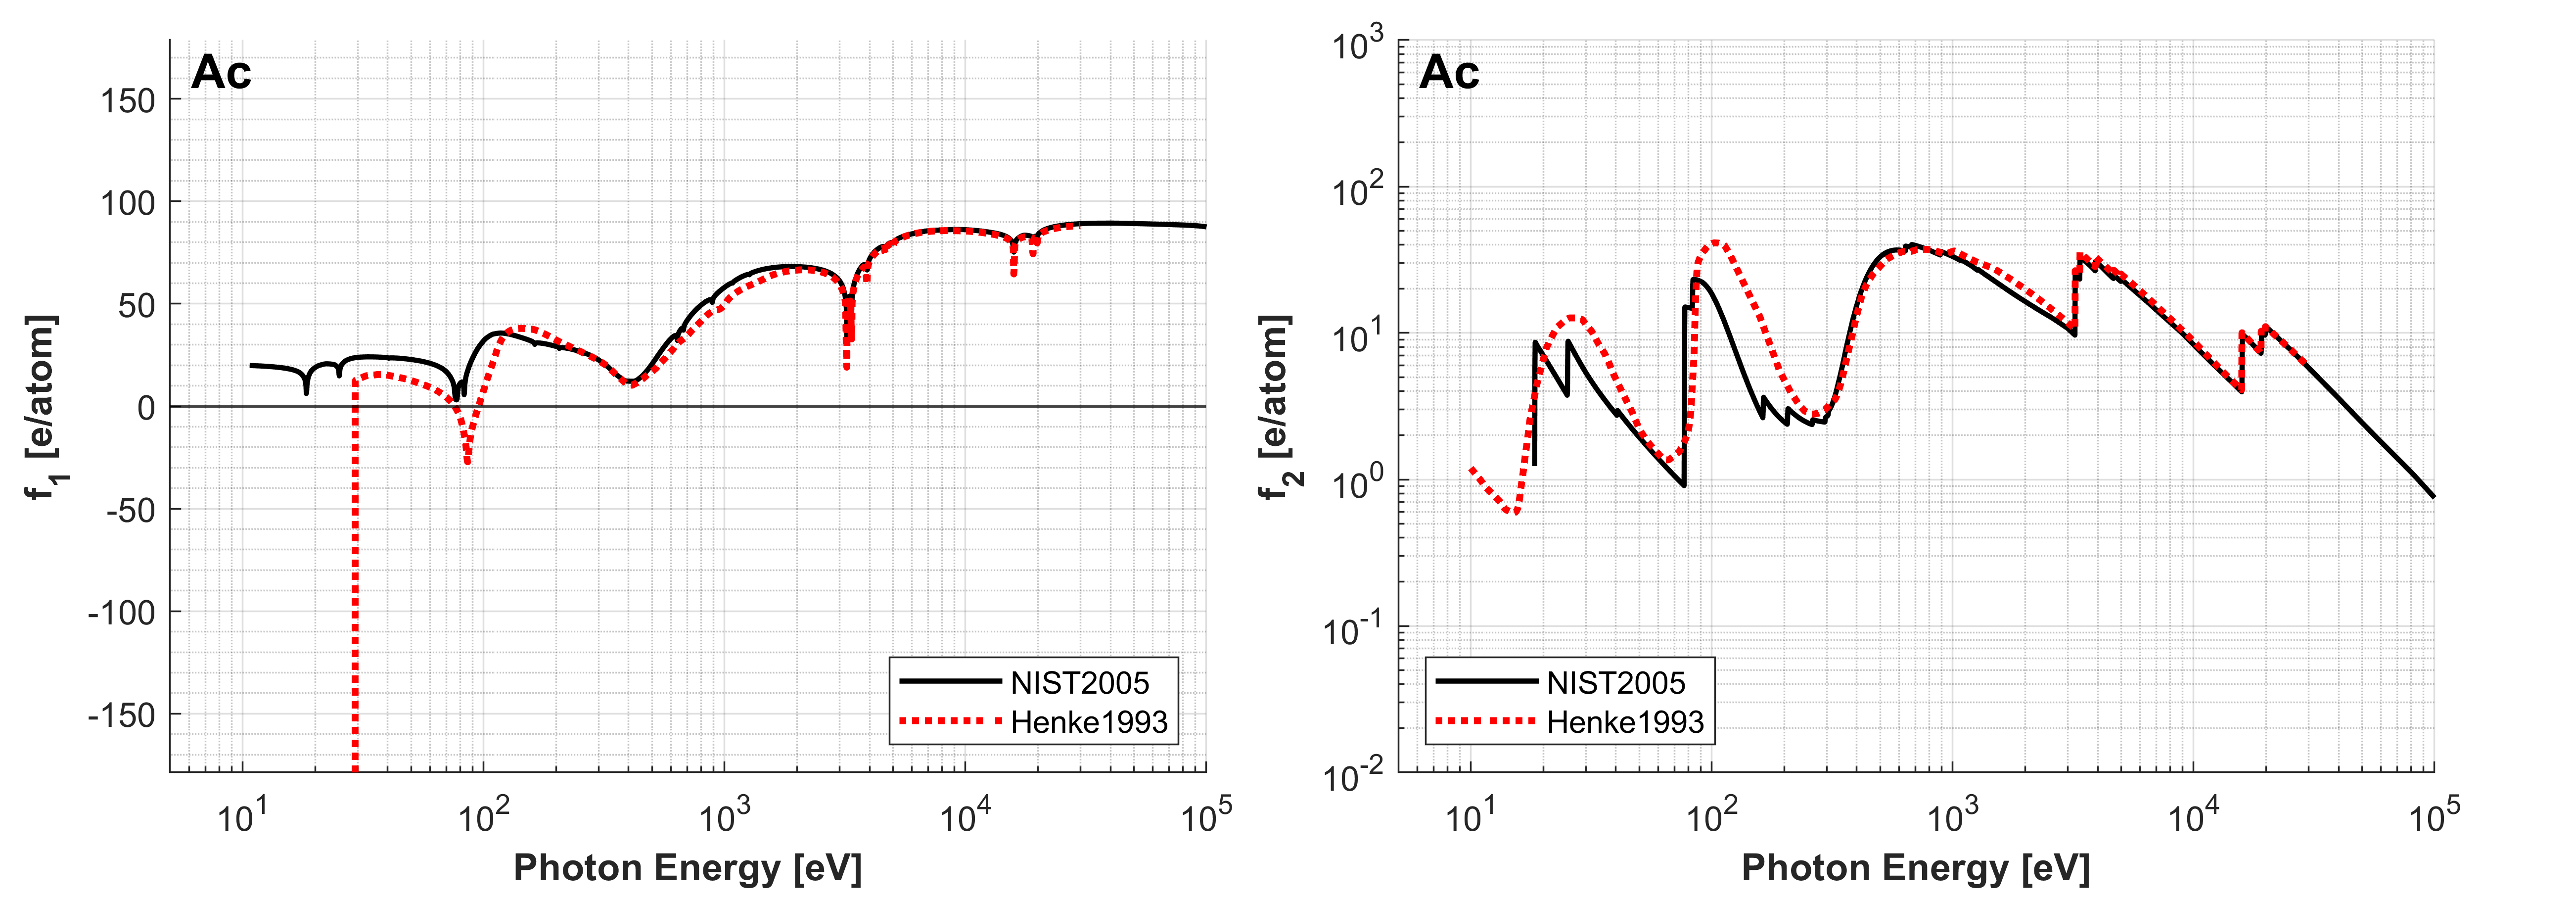 Ac
150
100
50
0
-50
-100
-150
f1 [e/atom]
NIST2005
Henke1993
10^1 10^2 10^3 10^4 10^5
Photon Energy [eV]
Ac
10^3
10^2
10^1
10^0
10^-1
10^-2
f2 [e/atom]
NIST2005
Henke1993
10^1 10^2 10^3 10^4 10^5
Photon Energy [eV]